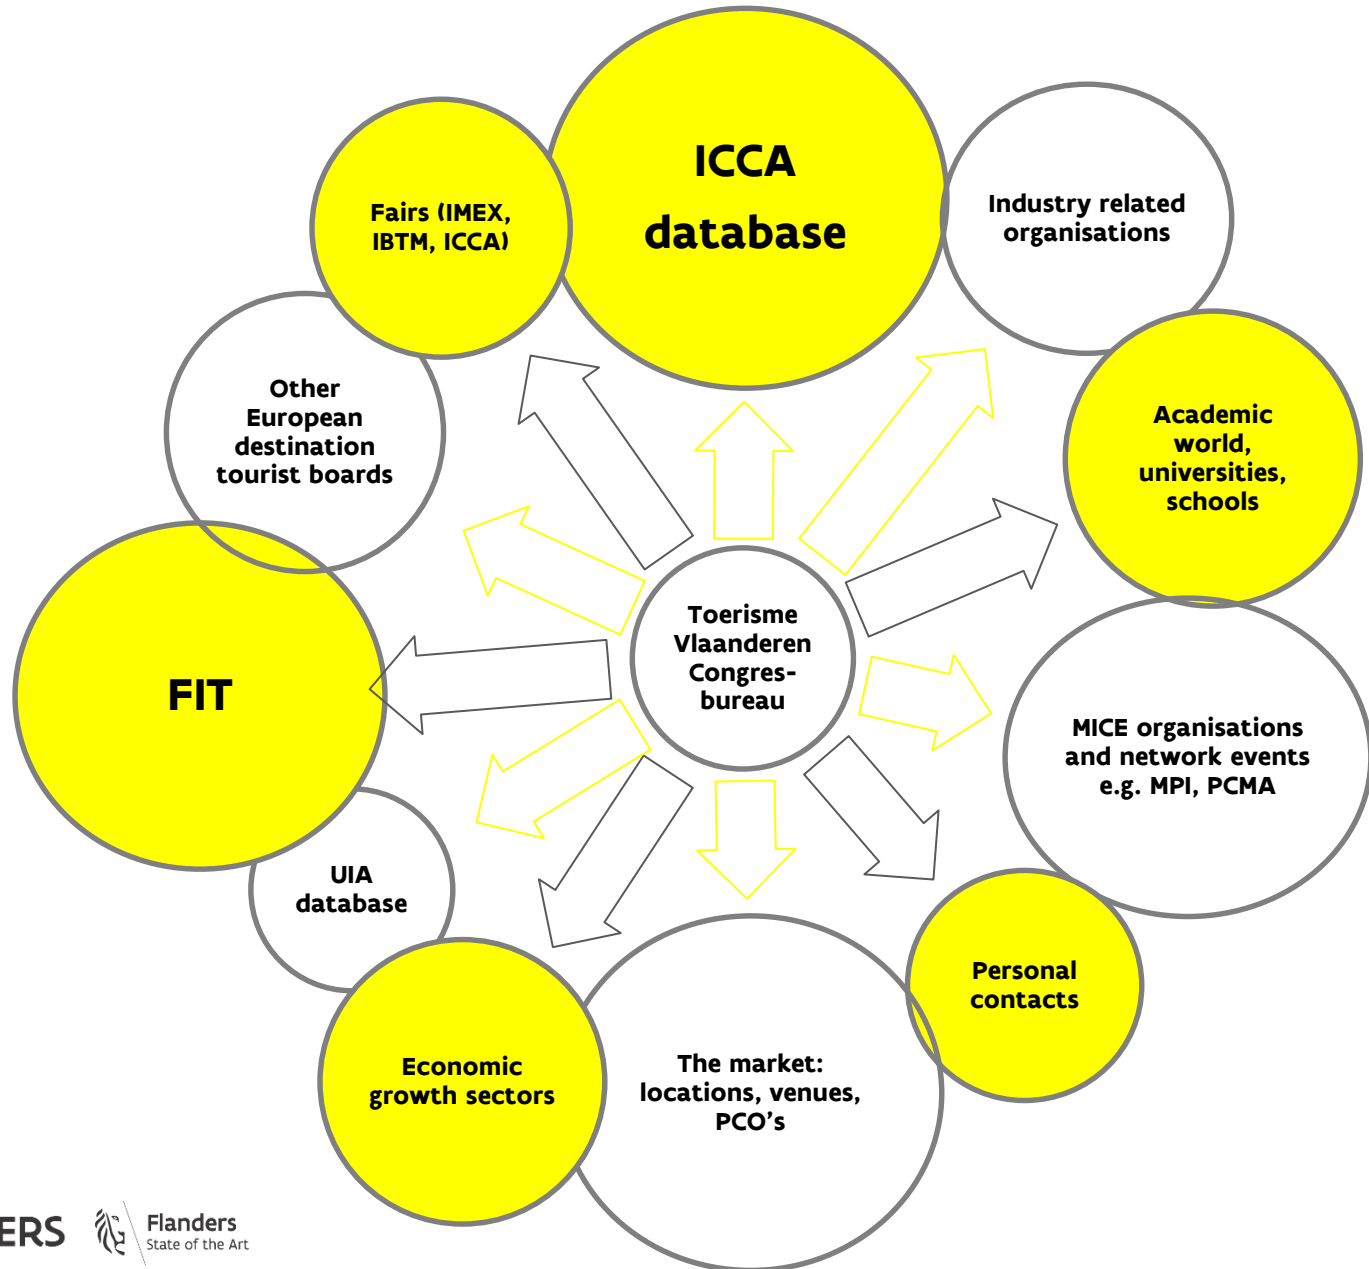 ICCA
database
Fairs (IMEX,
IBTM, ICCA)
Industry related
organisations
Other
European
destination
tourist boards
Academic
world,
universities,
schools
Toerisme
Vlaanderen
Congres-
bureau
FIT
MICE organisations
and network events
e.g. MPI, PCMA
UIA
database
Personal
contacts
Economic
growth sectors
The market:
locations, venues,
PCO's
ERS
Flanders
State of the Art